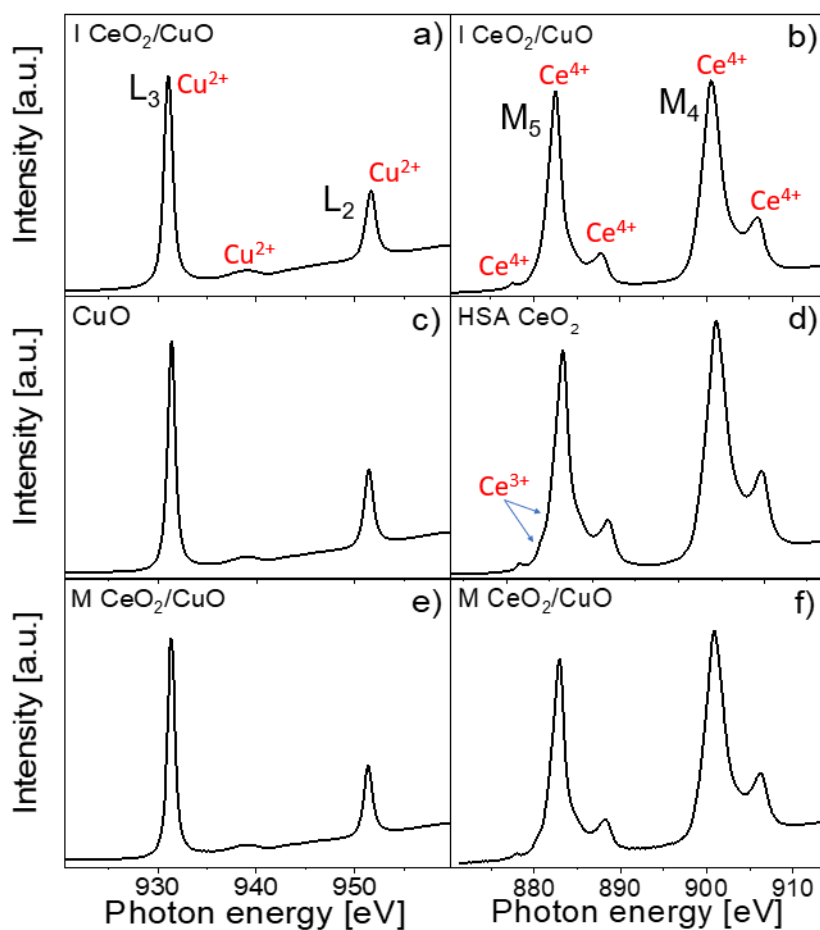 I CeO₂/CuO
a)
L₃
Cu²⁺
Cu²⁺
L₂
Cu²⁺
Intensity [a.u.]
I CeO₂/CuO
b)
Ce⁴⁺
Ce⁴⁺
M₅
M₄
Ce⁴⁺
Ce⁴⁺
Ce⁴⁺
CuO
c)
Intensity [a.u.]
HSA CeO₂
d)
Ce³⁺
M CeO₂/CuO
e)
Intensity [a.u.]
M CeO₂/CuO
f)
930 940 950
880 890 900 910
Photon energy [eV]
Photon energy [eV]